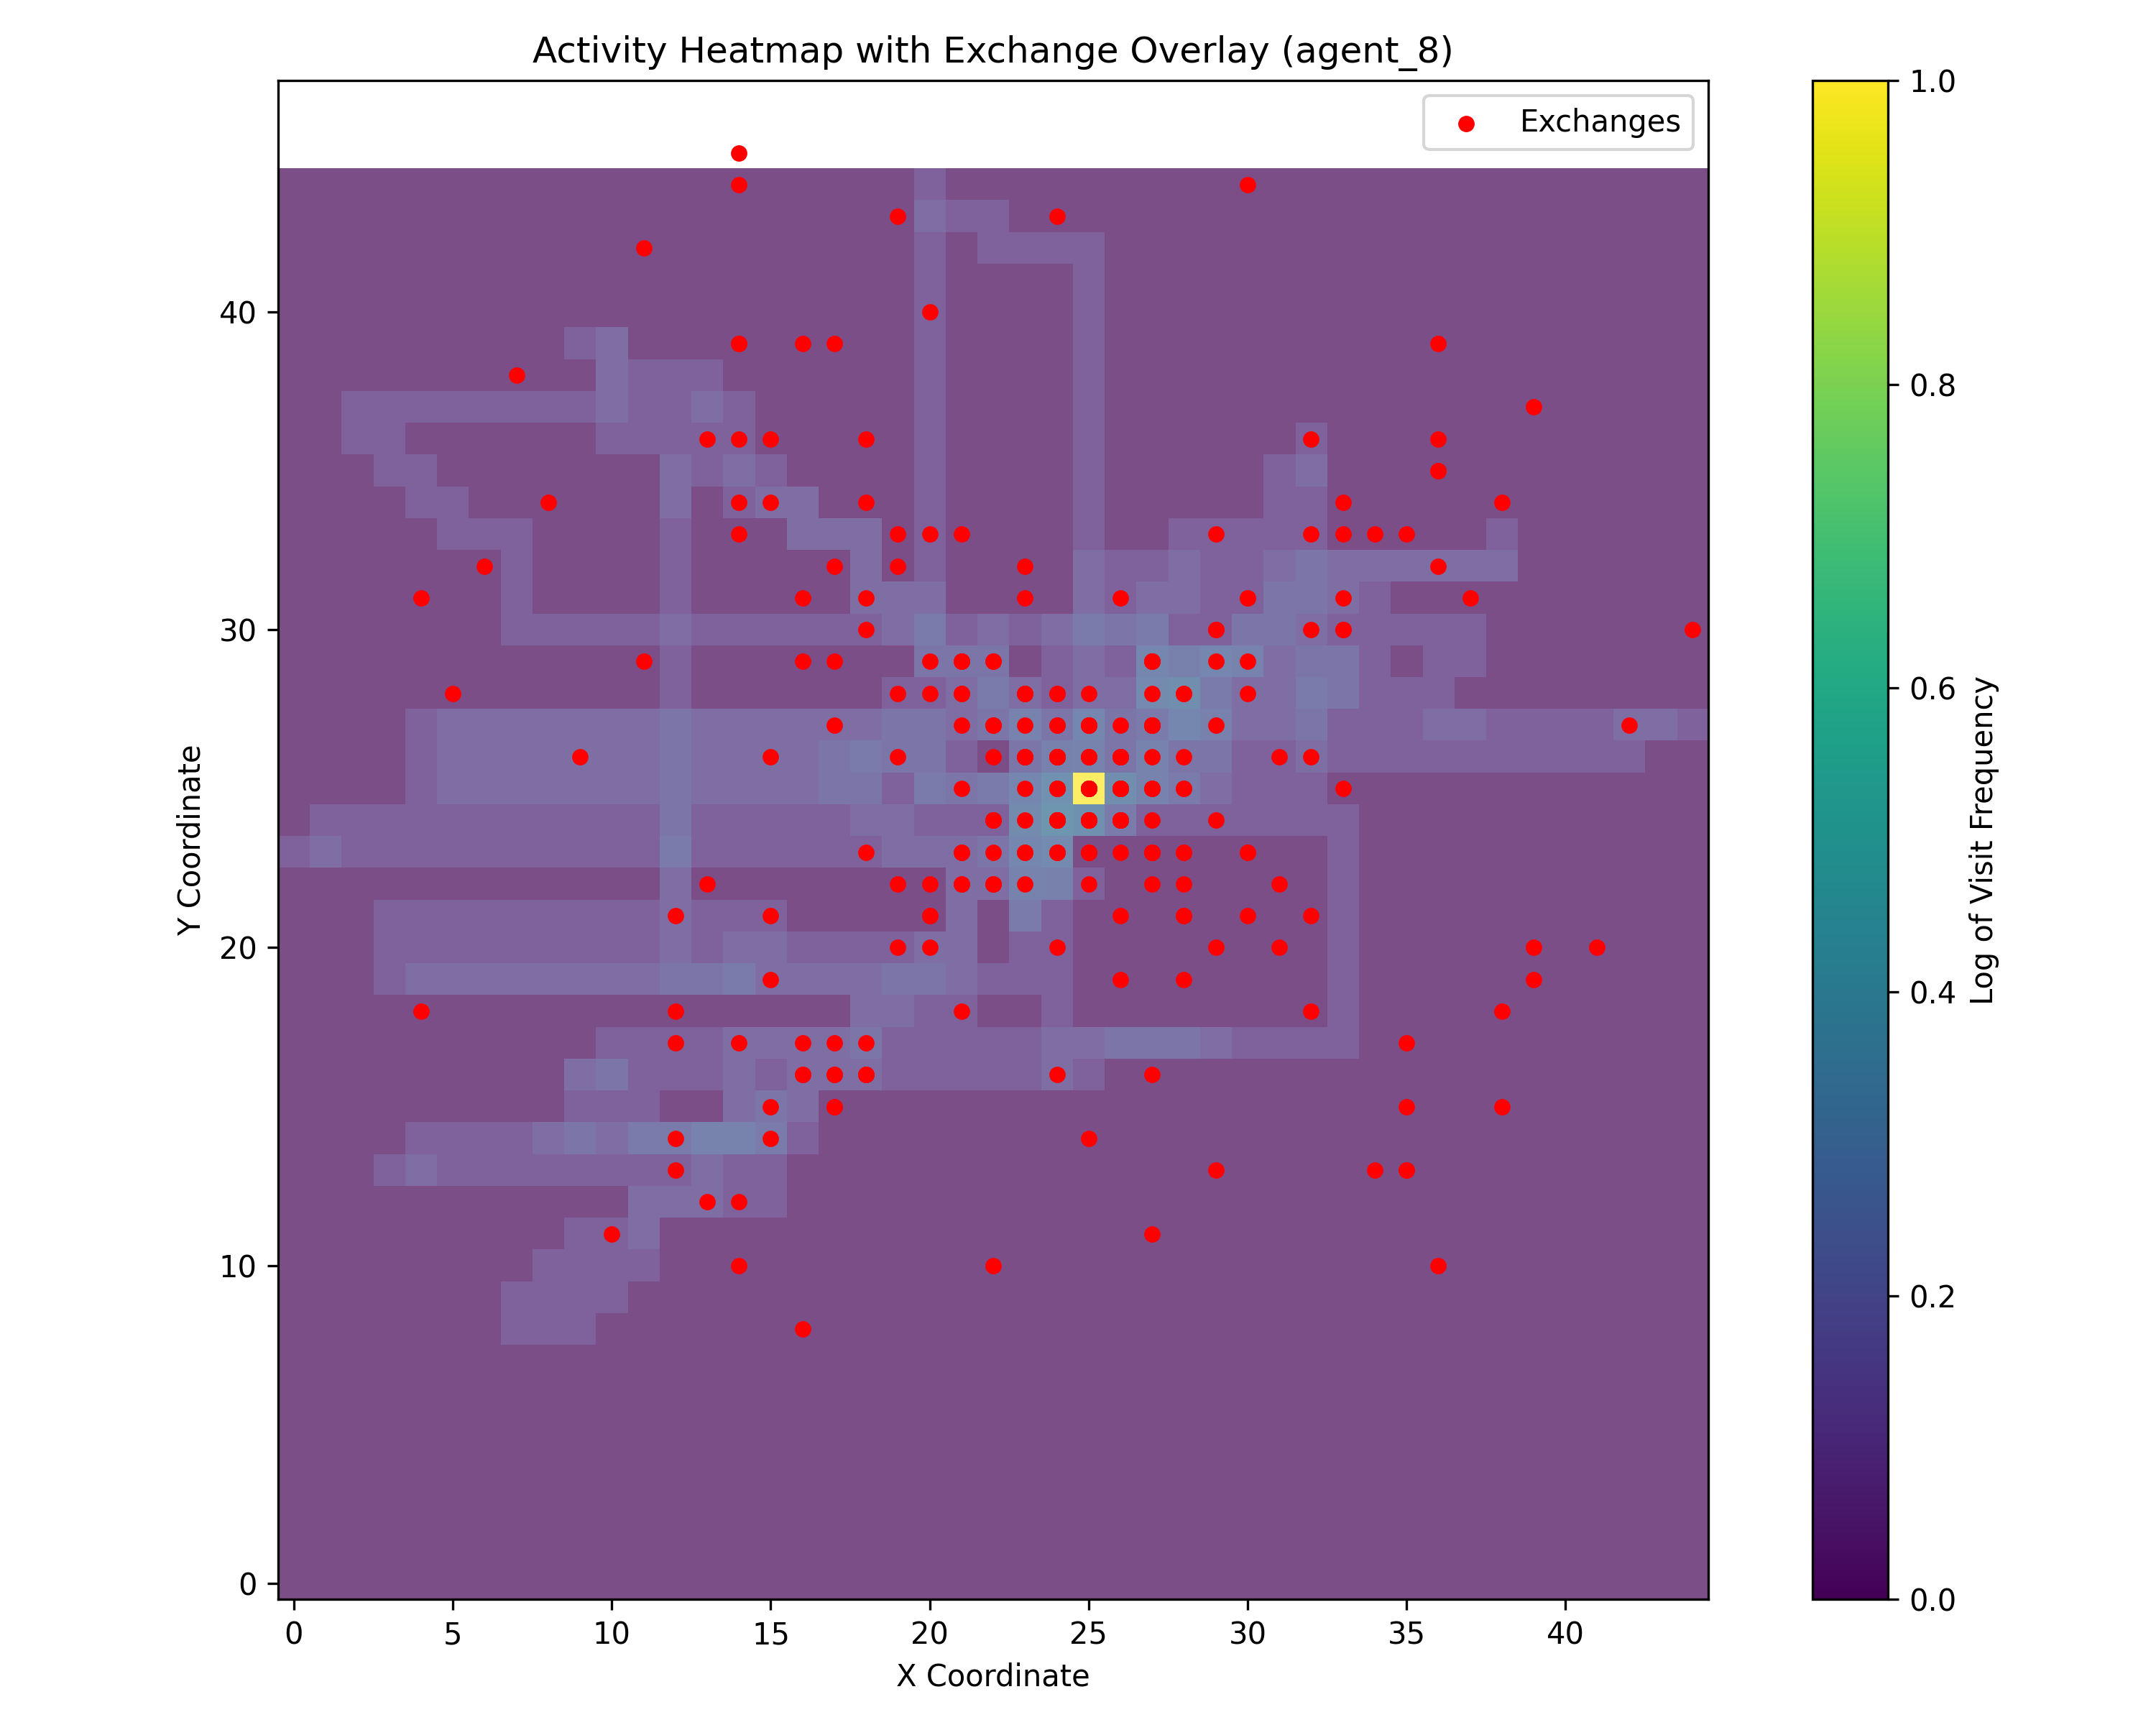 Activity Heatmap with Exchange Overlay (agent_8)
Exchanges
Y Coordinate
40
30
20
10
0
0 5 10 15 20 25 30 35 40
X Coordinate
1.0
0.8
0.6
0.4
0.2
0.0
Log of Visit Frequency